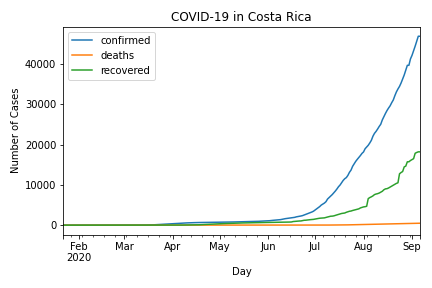 COVID-19 in Costa Rica
confirmed
deaths
recovered
Number of Cases
40000
30000
20000
10000
0
Feb Mar Apr May Jun Jul Aug Sep
2020
Day